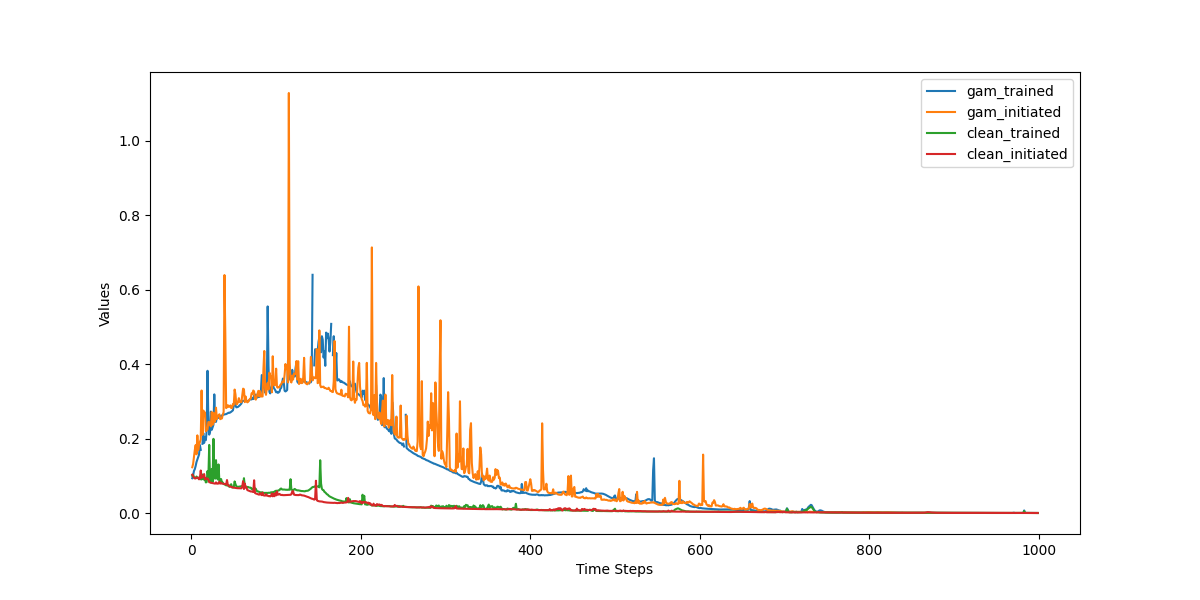 gam_trained
gam_initiated
clean_trained
clean_initiated
1.0
0.8
0.6
0.4
0.2
0.0
Values
0 200 400 600 800 1000
Time Steps